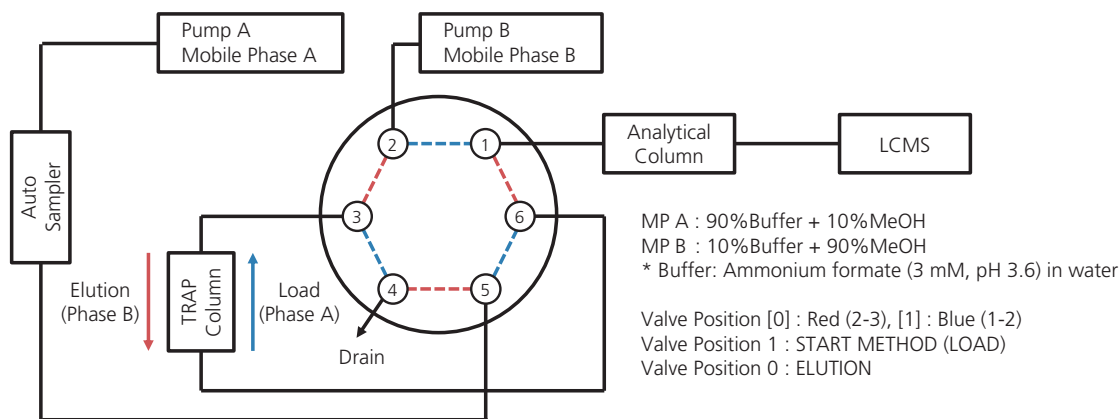 Pump A
Mobile Phase A
Pump B
Mobile Phase B
Auto
Sampler
2
1
Analytical
Column
LCMS
3
6
Elution
(Phase B)
TRAP
Column
Load
(Phase A)
4
5
Drain
MP A : 90%Buffer + 10%MeOH
MP B : 10%Buffer + 90%MeOH
* Buffer: Ammonium formate (3 mM, pH 3.6) in water
Valve Position [0] : Red (2-3), [1] : Blue (1-2)
Valve Position 1 : START METHOD (LOAD)
Valve Position 0 : ELUTION